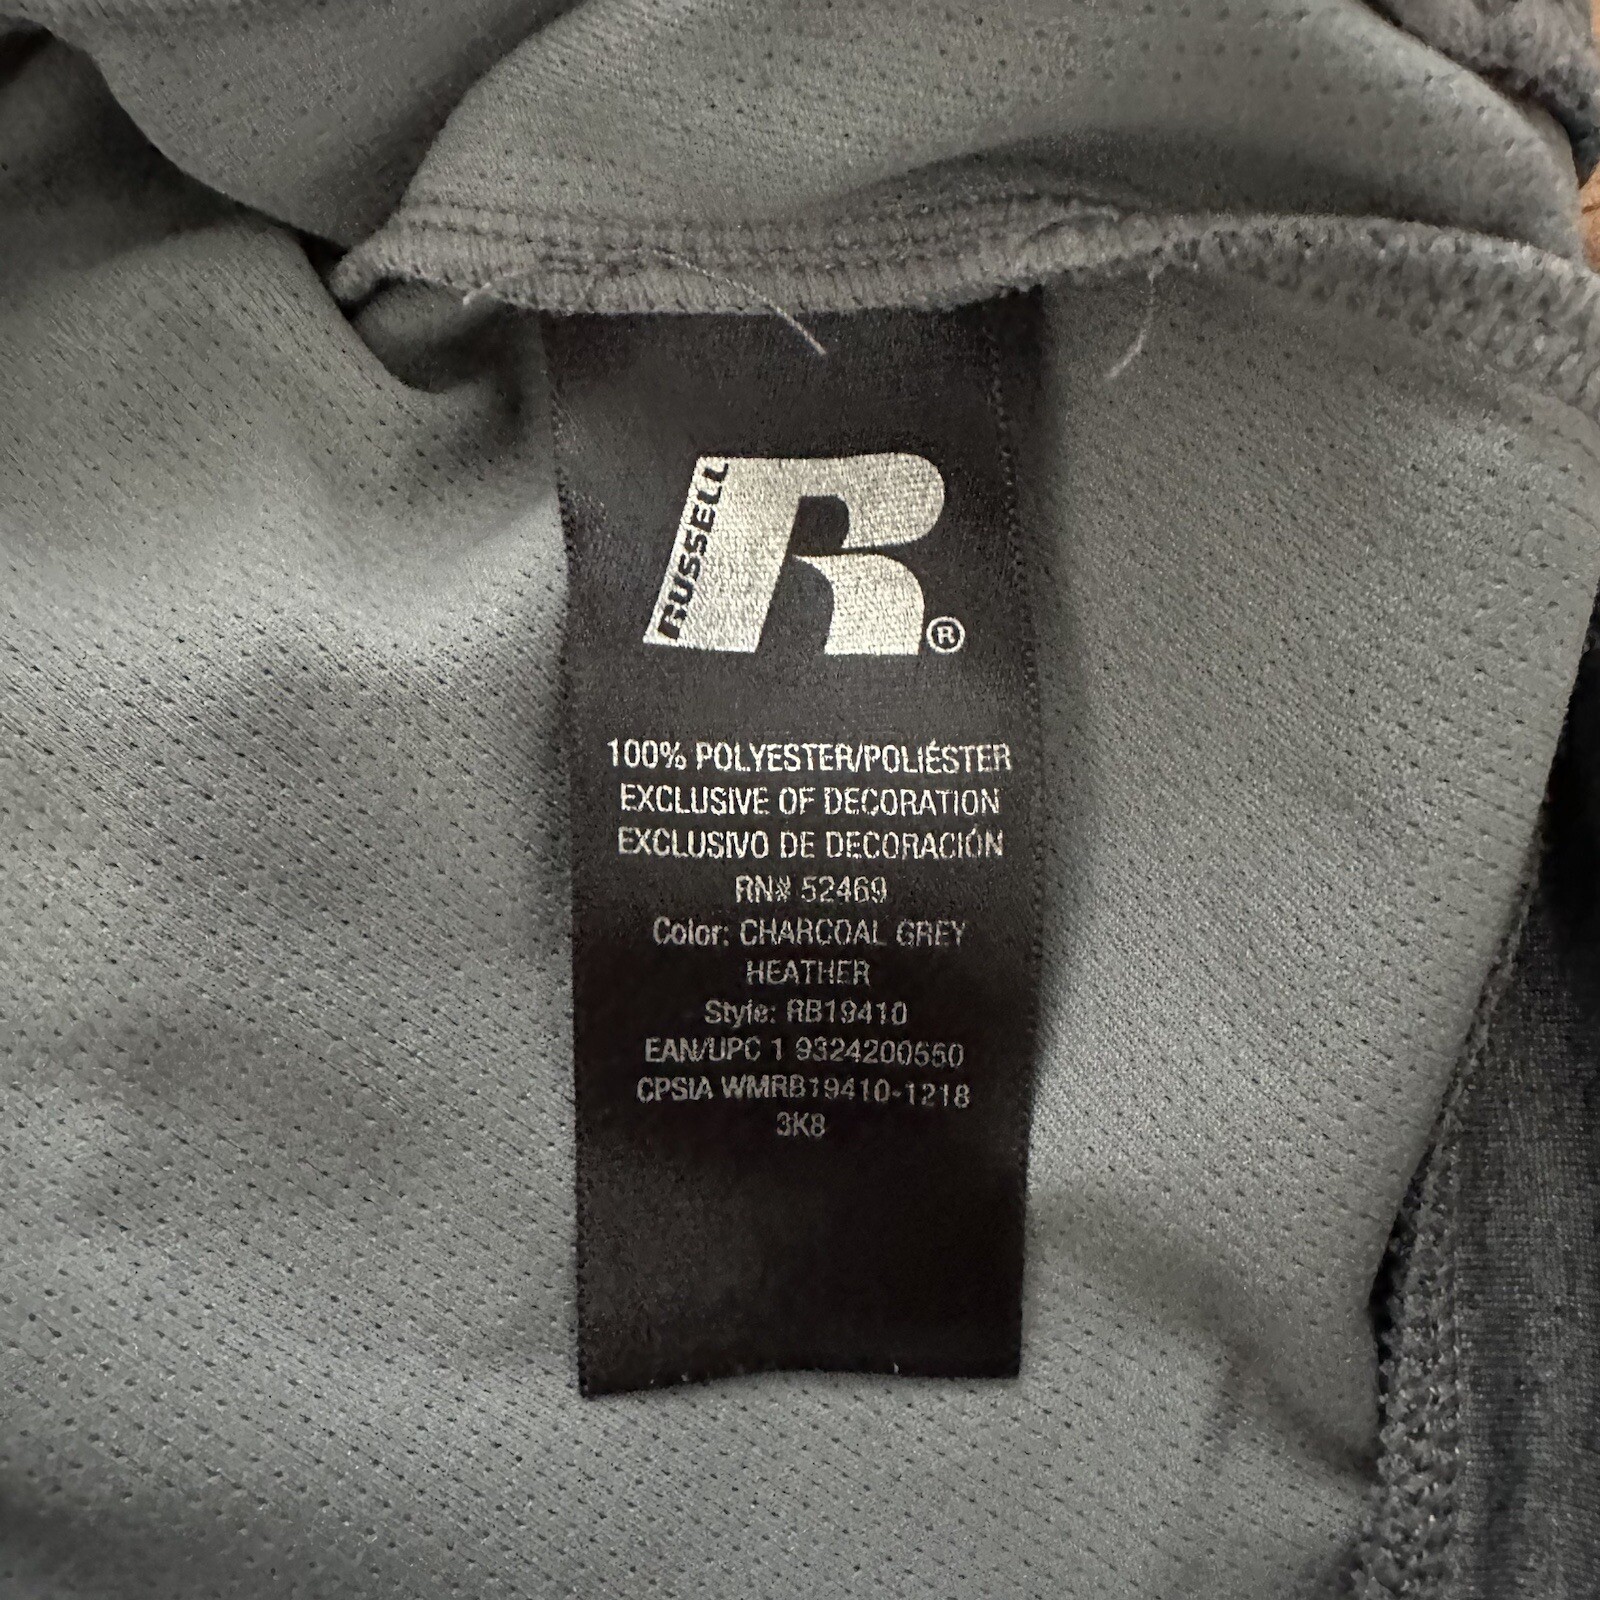 RUSSELL
R
®
100% POLYESTER/POLIÉSTER
EXCLUSIVE OF DECORATION
EXCLUSIVO DE DECORACIÓN
RN# 52469
Color: CHARCOAL GREY
HEATHER
Style: RB19410
EAN/UPC 1 9324200550
CPSIA WMRB19410-1218
3K8